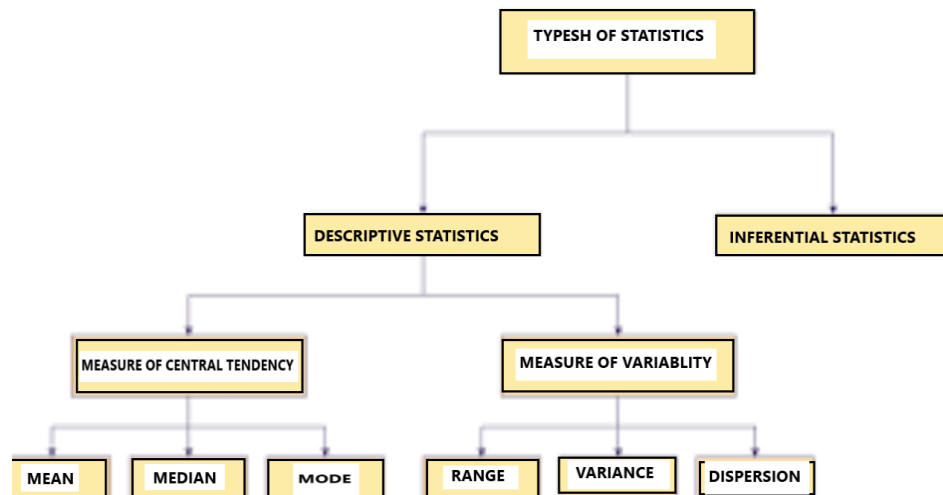 TYPESH OF STATISTICS
DESCRIPTIVE STATISTICS
INFERENTIAL STATISTICS
MEASURE OF CENTRAL TENDENCY
MEASURE OF VARIABLITY
MEAN
MEDIAN
MODE
RANGE
VARIANCE
DISPERSION